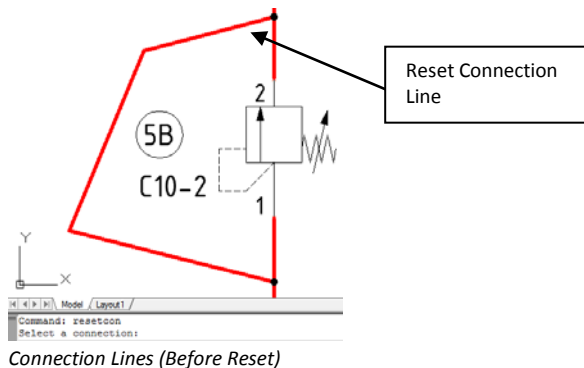 Reset Connection
Line
2
5B
C10-2
1
Y
X
Model Layout1
Command: resetcon
Select a connection:
Connection Lines (Before Reset)